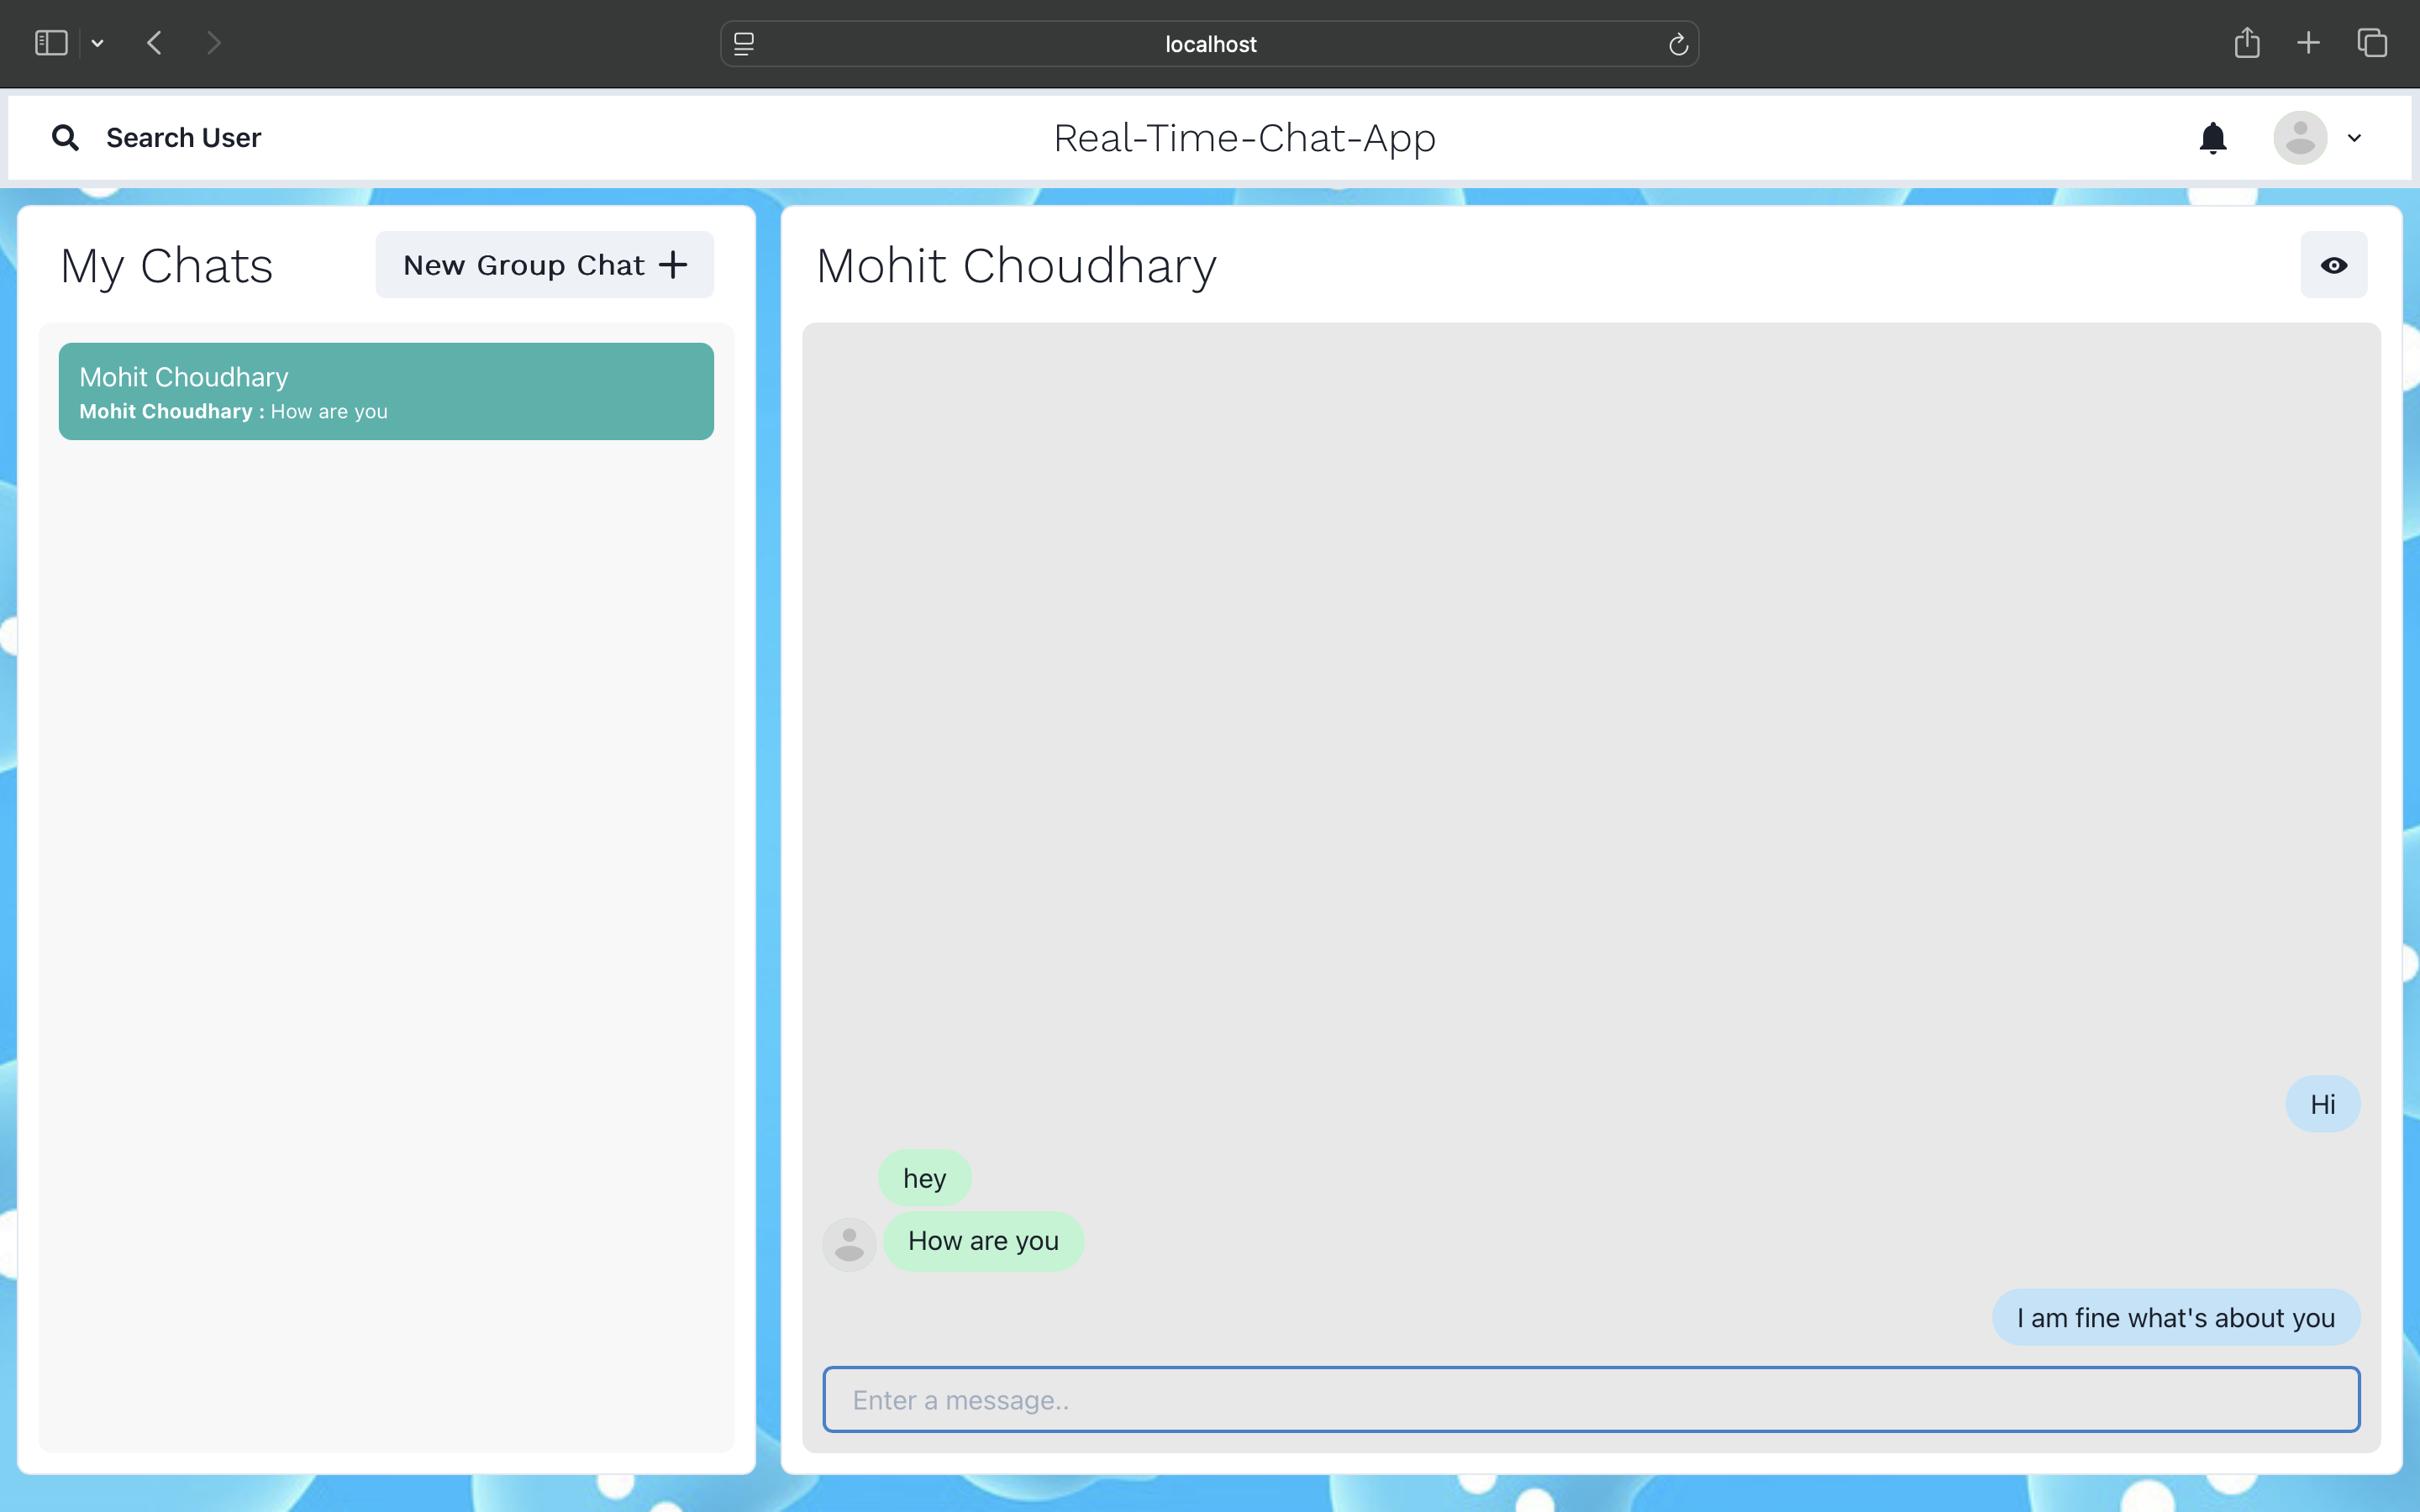 localhost
Search User
Real-Time-Chat-App
My Chats
New Group Chat
Mohit Choudhary
Mohit Choudhary : How are you
Mohit Choudhary
Hi
hey
How are you
I am fine what's about you
Enter a message..